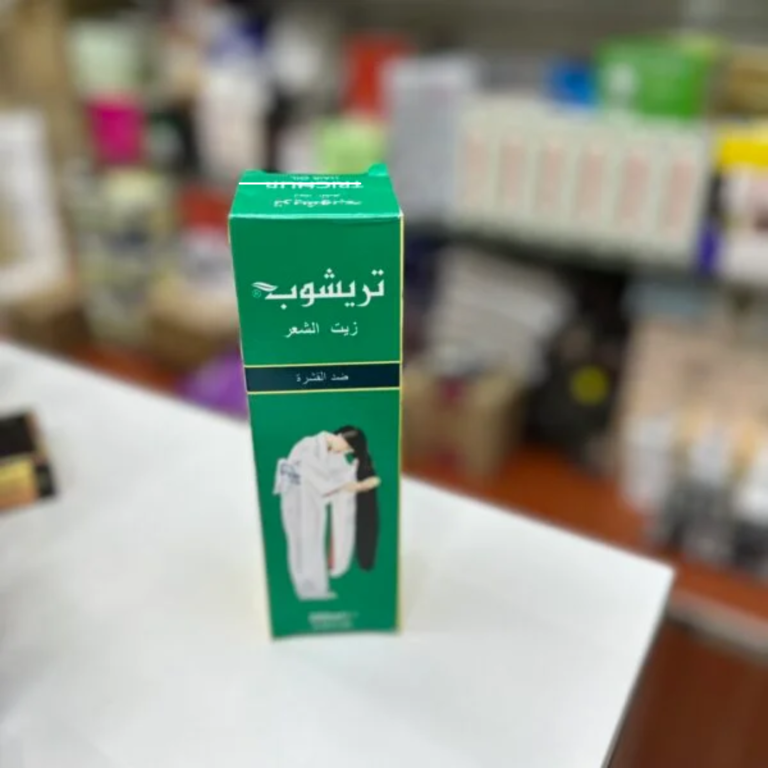 تريشوب
زيت الشعر
ضد القشرة